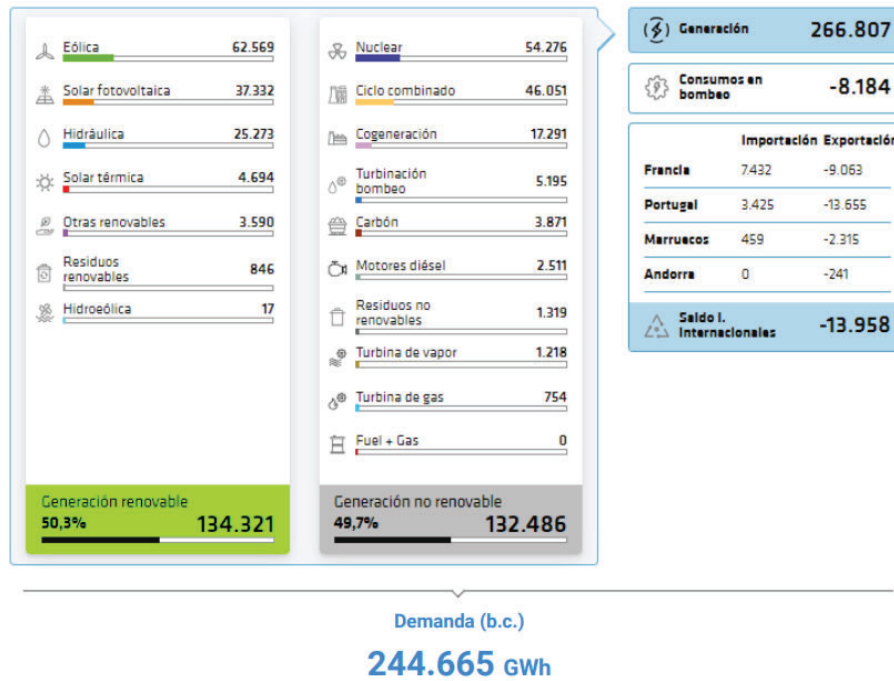 Eólica 62.569
Solar fotovoltaica 37.332
Hidráulica 25.273
Solar térmica 4.694
Otras renovables 3.590
Residuos
renovables 846
Hidroeólica 17
Generación renovable
50,3% 134.321
Nuclear 54.276
Ciclo combinado 46.051
Cogeneración 17.291
Turbinación
bombeo 5.195
Carbón 3.871
Motores diésel 2.511
Residuos no
renovables 1.319
Turbina de vapor 1.218
Turbina de gas 754
Fuel + Gas 0
Generación no renovable
49,7% 132.486
Generación 266.807
Consumos en
bombeo -8.184
Importación Exportación
Francia 7.432 -9.063
Portugal 3.425 -13.655
Marruecos 459 -2.315
Andorra 0 -241
Saldo I.
Internacionales -13.958
Demanda (b.c.)
244.665 GWh